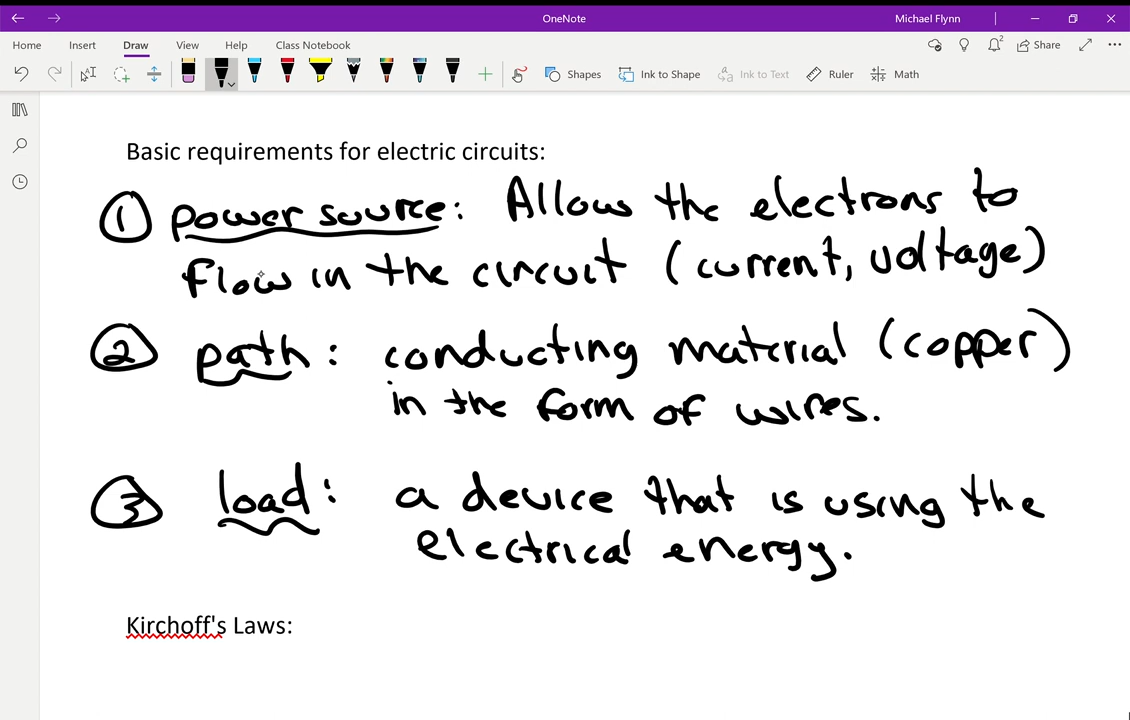 OneNote
Michael Flynn
Home Insert Draw View Help Class Notebook
2
Share
Shapes Ink to Shape Ink to Text Ruler Math
Basic requirements for electric circuits:
1 power source: Allow the electrons to
flow in the circuit (current, voltage)
2 path: conducting material (copper)
in the form of wires.
3 load: a device that is using the
electrical energy.
Kirchoff's Laws: